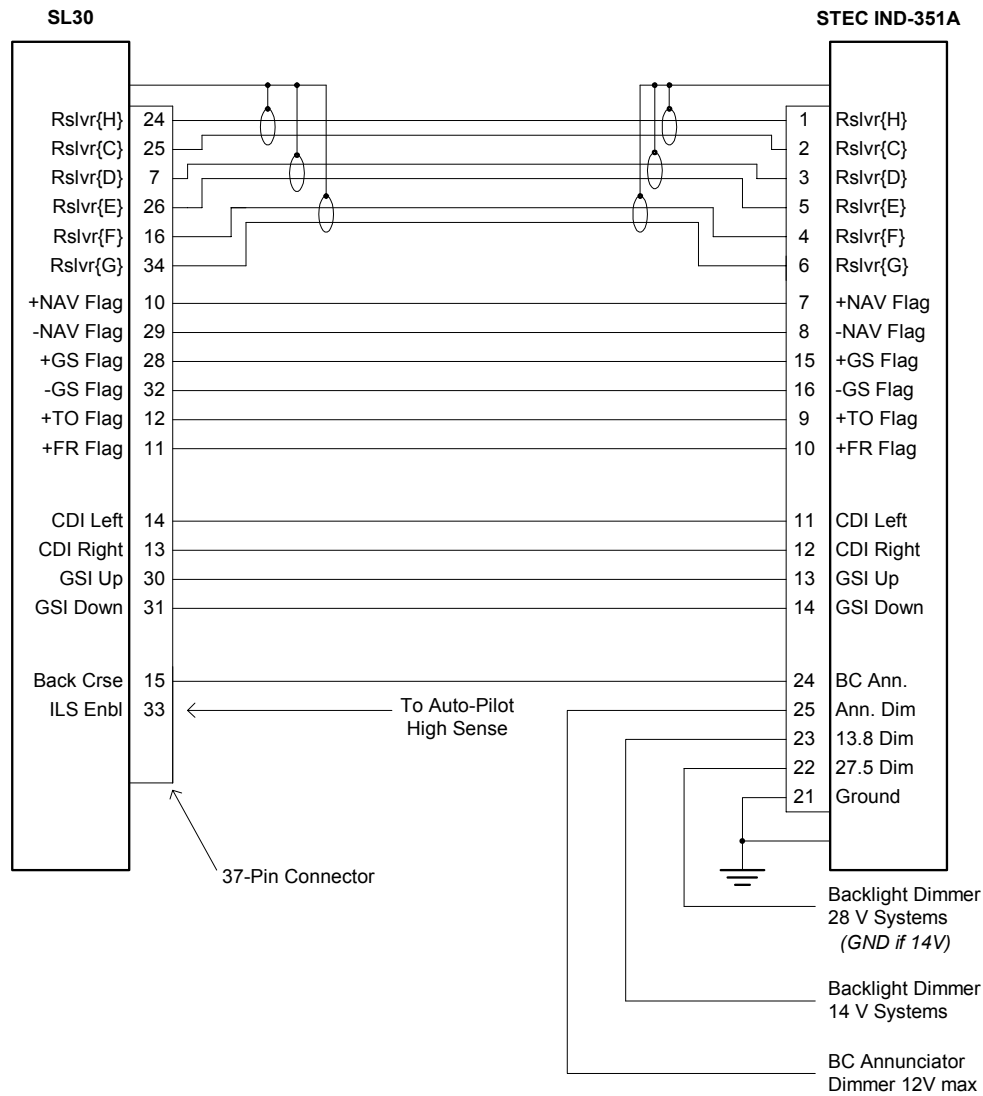 SL30
STEC IND-351A
Rslvr{H} 24 1 Rslvr{H}
Rslvr{C} 25 2 Rslvr{C}
Rslvr{D} 7 3 Rslvr{D}
Rslvr{E} 26 5 Rslvr{E}
Rslvr{F} 16 4 Rslvr{F}
Rslvr{G} 34 6 Rslvr{G}
+NAV Flag 10 7 +NAV Flag
-NAV Flag 29 8 -NAV Flag
+GS Flag 28 15 +GS Flag
-GS Flag 32 16 -GS Flag
+TO Flag 12 9 +TO Flag
+FR Flag 11 10 +FR Flag
CDI Left 14 11 CDI Left
CDI Right 13 12 CDI Right
GSI Up 30 13 GSI Up
GSI Down 31 14 GSI Down
Back Crse 15 24 BC Ann.
ILS Enbl 33 To Auto-Pilot 25 Ann. Dim
High Sense
23 13.8 Dim
22 27.5 Dim
21 Ground
37-Pin Connector
Backlight Dimmer
28 V Systems
(GND if 14V)
Backlight Dimmer
14 V Systems
BC Annunciator
Dimmer 12V max